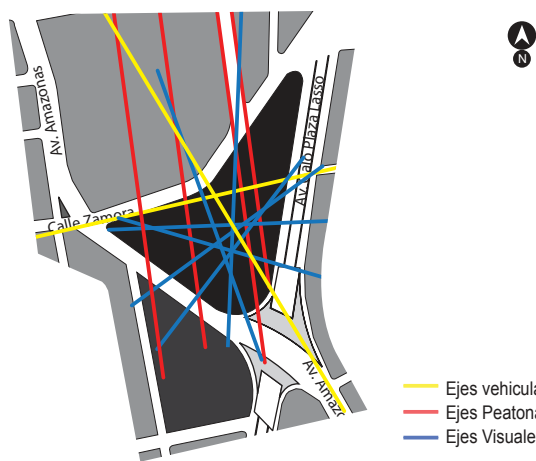 N
Av. Amazonas
Av. Galo Plaza Lasso
Calle Zamora
Av. Amazo
Ejes vehicula
Ejes Peatona
Ejes Visuale